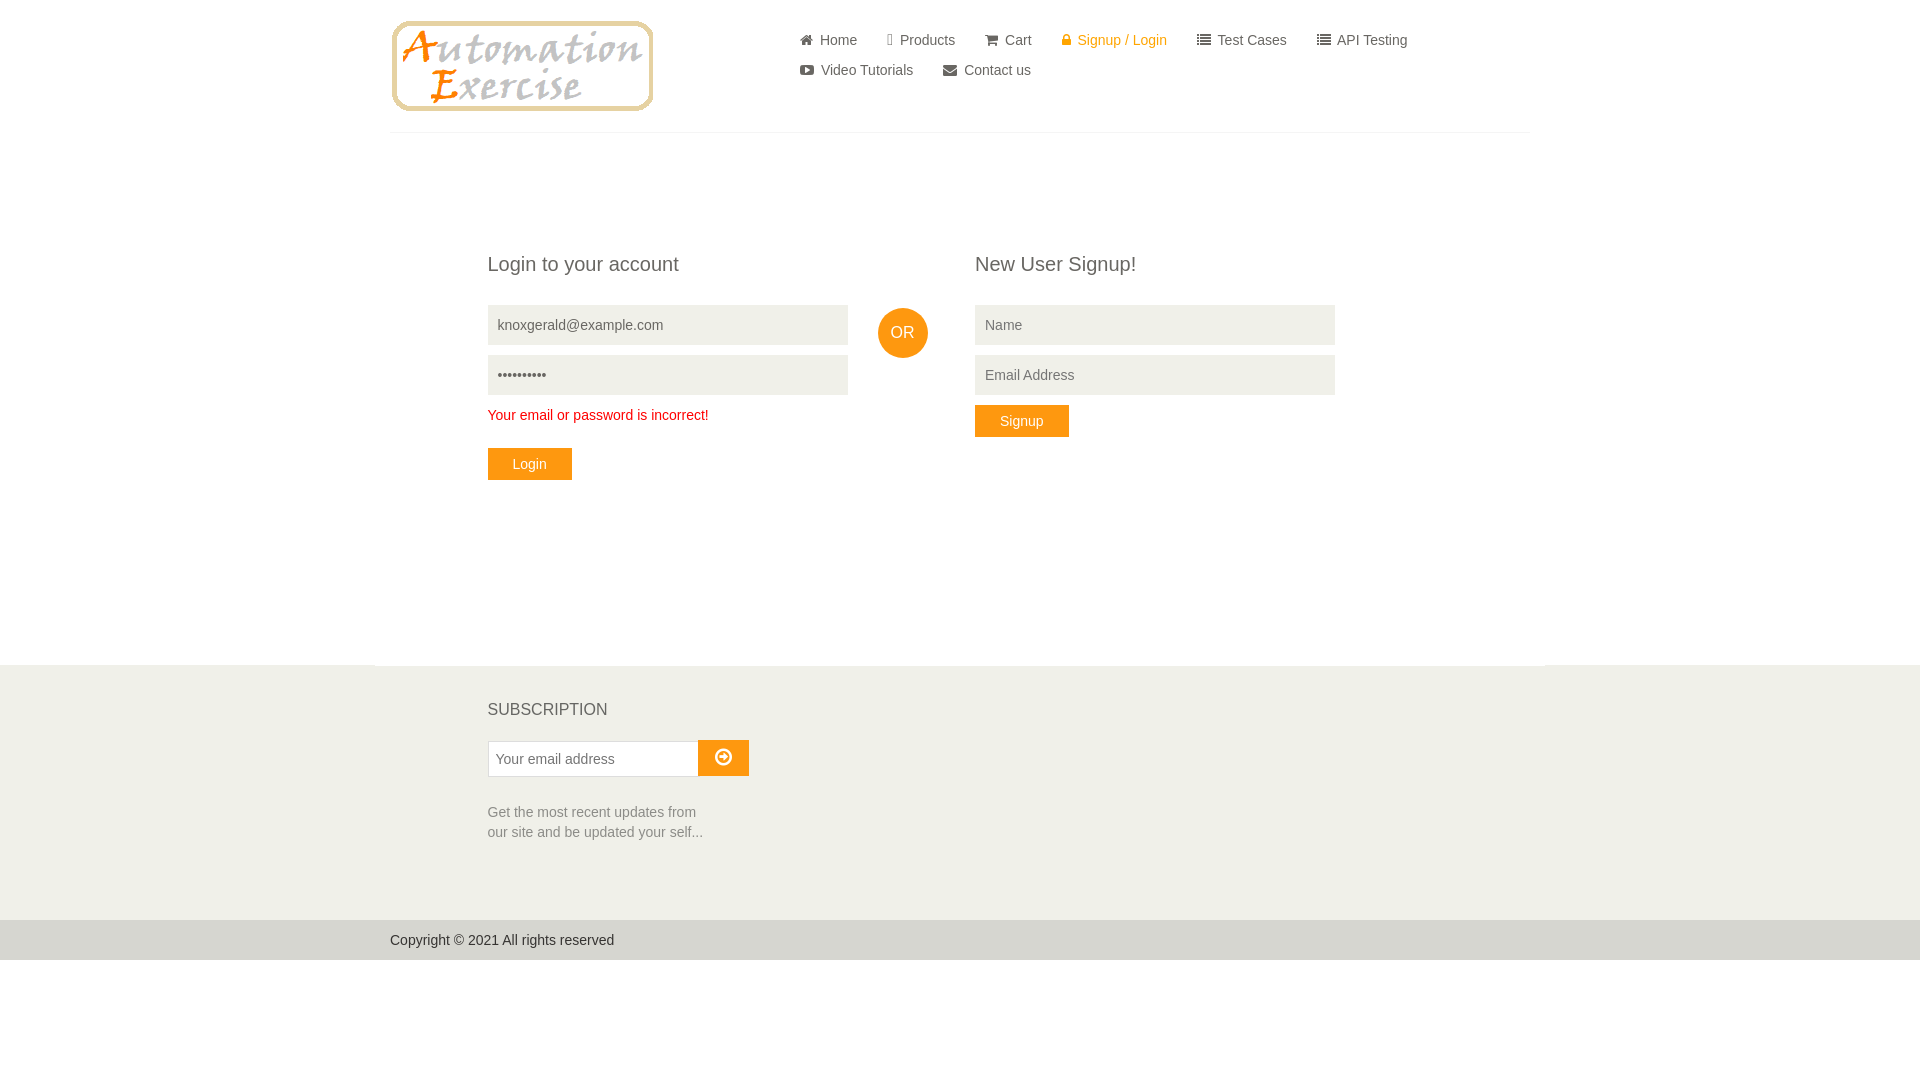 Automation
Exercise
Home Products Cart Signup / Login Test Cases API Testing
Video Tutorials Contact us
Login to your account
knoxgerald@example.com
••••••••••
Your email or password is incorrect!
Login
OR
New User Signup!
Name
Email Address
Signup
SUBSCRIPTION
Your email address
Get the most recent updates from
our site and be updated your self...
Copyright © 2021 All rights reserved